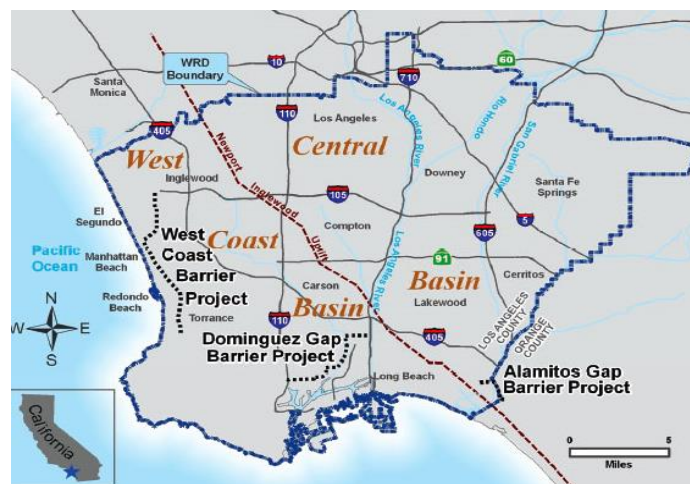 Santa
Monica
WRD
Boundary
10
710
60
405
110
Los Angeles
Los Angeles River
Rio Hondo
San Gabriel River
West
Central
Newport
Inglewood
Uplift
Inglewood
Downey
Santa Fe
Springs
105
5
El
Segundo
Coast
Compton
605
Pacific
Ocean
West
Coast
Barrier
Project
Manhattan
Beach
Los Angeles River
91
Basin
Cerritos
Carson
Basin
Lakewood
Redondo
Beach
Torrance
110
405
LOS ANGELES
COUNTY
ORANGE
COUNTY
N
W
E
S
Dominguez Gap
Barrier Project
Long Beach
Alamitos Gap
Barrier Project
California
0
5
Miles